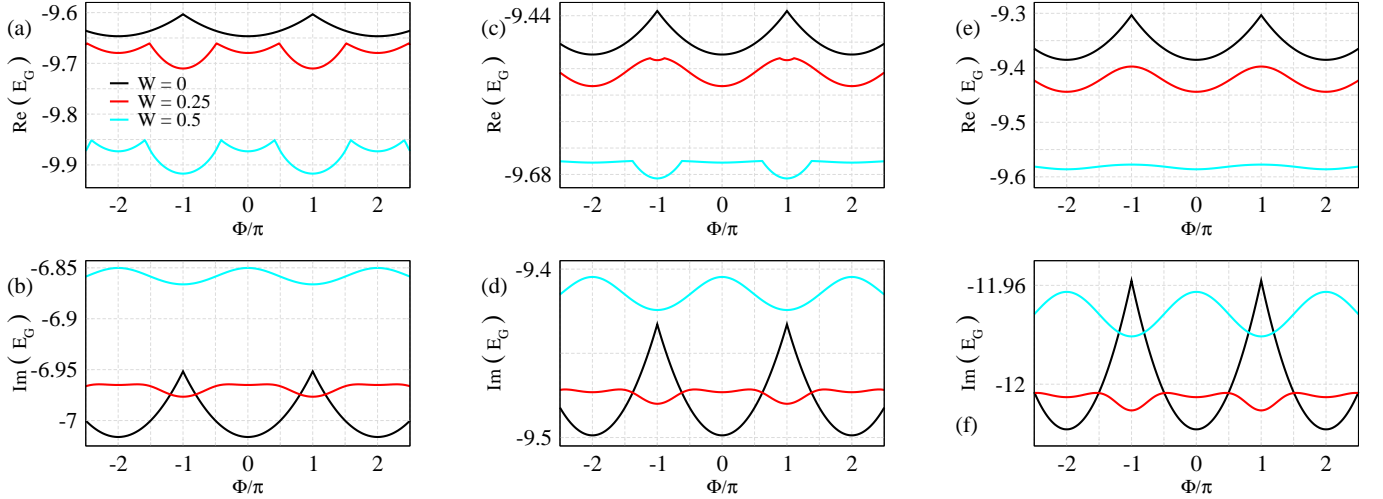 (a)
Re ( E_G )
-9.6
-9.7
-9.8
-9.9
W = 0
W = 0.25
W = 0.5
-2 -1 0 1 2
Φ/π
(c)
Re ( E_G )
-9.44
-9.68
-2 -1 0 1 2
Φ/π
(e)
Re ( E_G )
-9.3
-9.4
-9.5
-9.6
-2 -1 0 1 2
Φ/π
(b)
Im ( E_G )
-6.85
-6.9
-6.95
-7
-2 -1 0 1 2
Φ/π
(d)
Im ( E_G )
-9.4
-9.5
-2 -1 0 1 2
Φ/π
(f)
Im ( E_G )
-11.96
-12
-2 -1 0 1 2
Φ/π